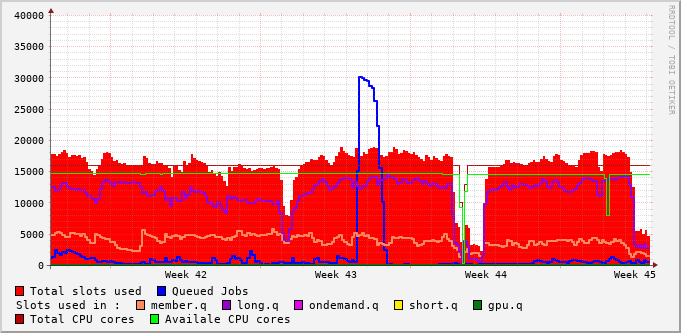 40000
35000
30000
25000
20000
15000
10000
5000
0
Week 42 Week 43 Week 44 Week 45
RRDTOOL / TOBI OETIKER
Total slots used Queued Jobs
Slots used in : member.q long.q ondemand.q short.q gpu.q
Total CPU cores Availale CPU cores